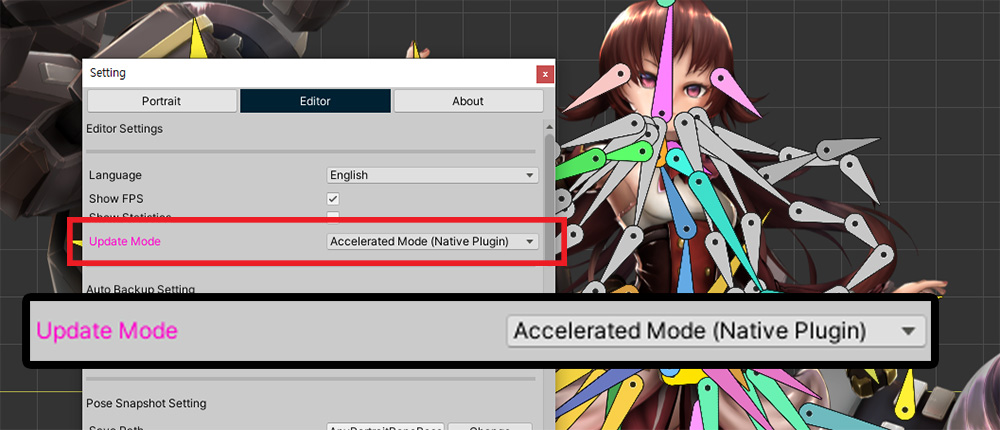 Setting
x
Portrait
Editor
About
Editor Settings
Language English
Show FPS
Show Statistics
Update Mode Accelerated Mode (Native Plugin)
Auto Backup Setting
Update Mode Accelerated Mode (Native Plugin)
Pose Snapshot Setting
Save Path Change